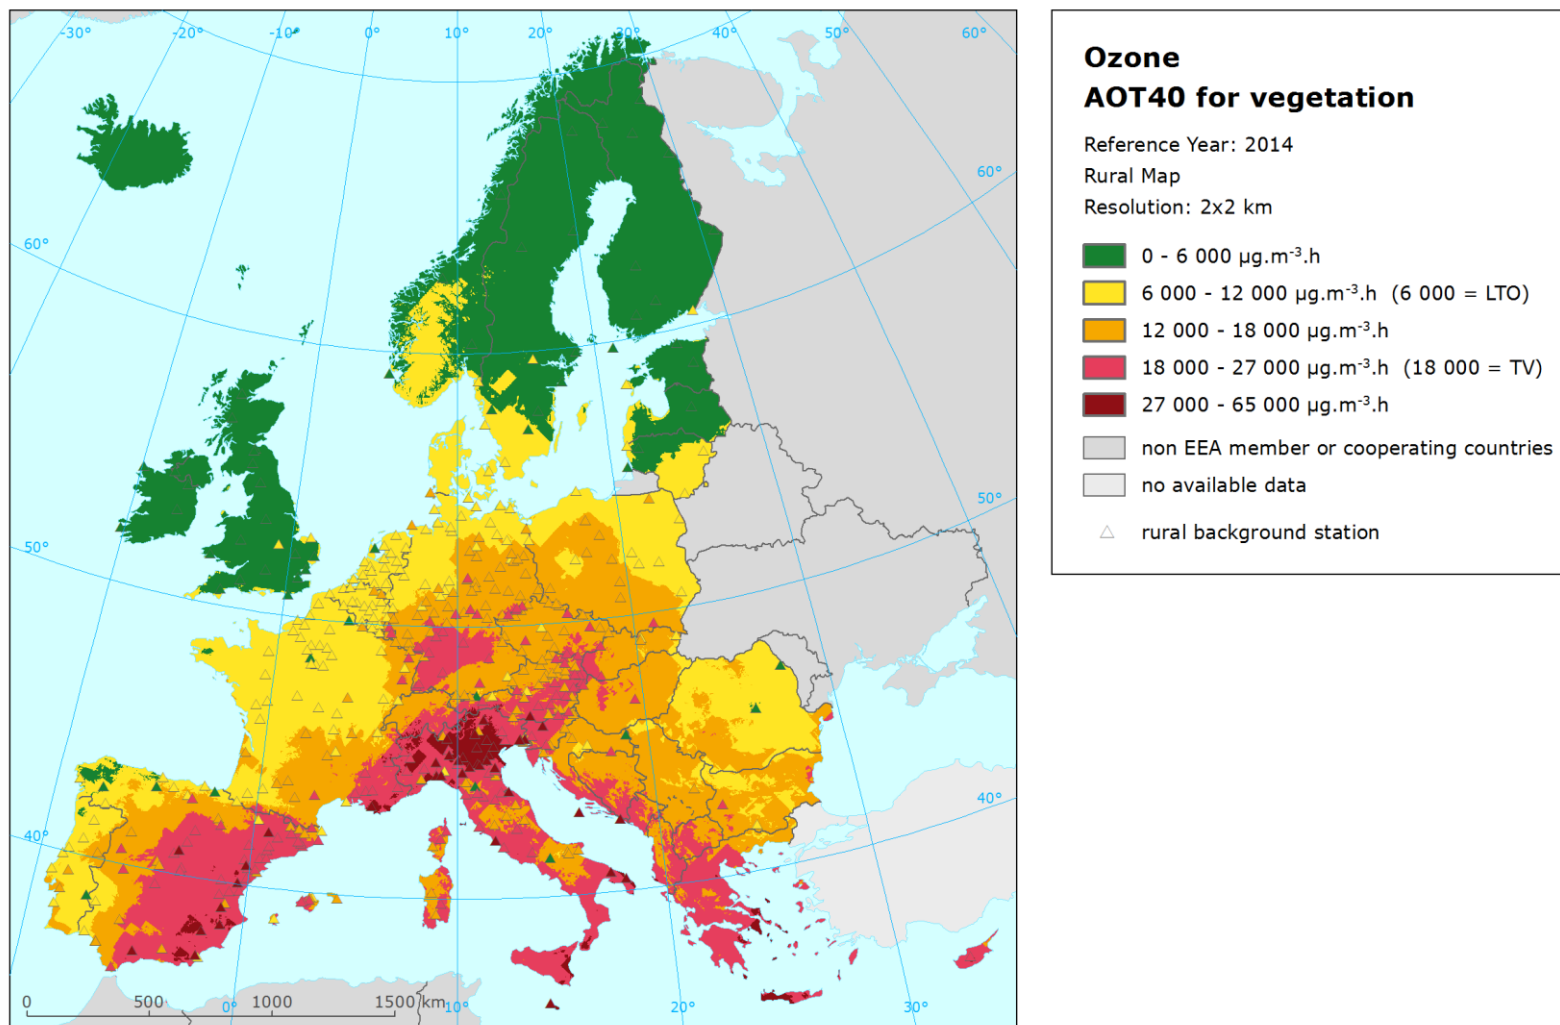 -30° -20° -10° 0° 10° 20° 30° 50° 60°
60°
60°
50°
50°
40°
40°
0 500 1000 1500 km
0° 10° 20° 30°
Ozone
AOT40 for vegetation
Reference Year: 2014
Rural Map
Resolution: 2x2 km
0 - 6 000 µg.m⁻³.h
6 000 - 12 000 µg.m⁻³.h (6 000 = LTO)
12 000 - 18 000 µg.m⁻³.h
18 000 - 27 000 µg.m⁻³.h (18 000 = TV)
27 000 - 65 000 µg.m⁻³.h
non EEA member or cooperating countries
no available data
rural background station